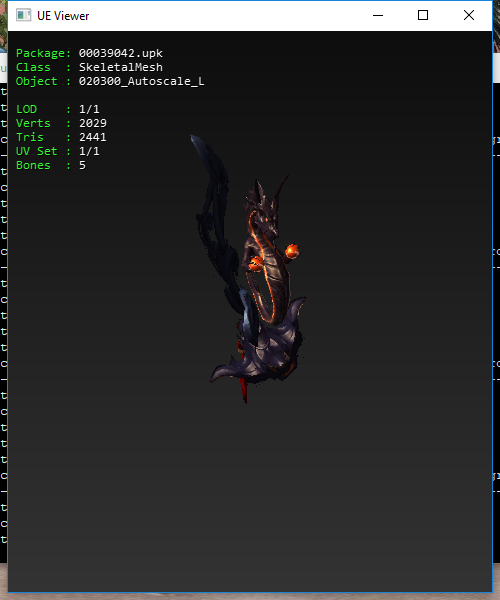 UE Viewer
Package: 00039042.upk
Class : SkeletalMesh
Object : 020300_Autoscale_L
LOD : 1/1
Verts : 2029
Tris : 2441
UV Set : 1/1
Bones : 5